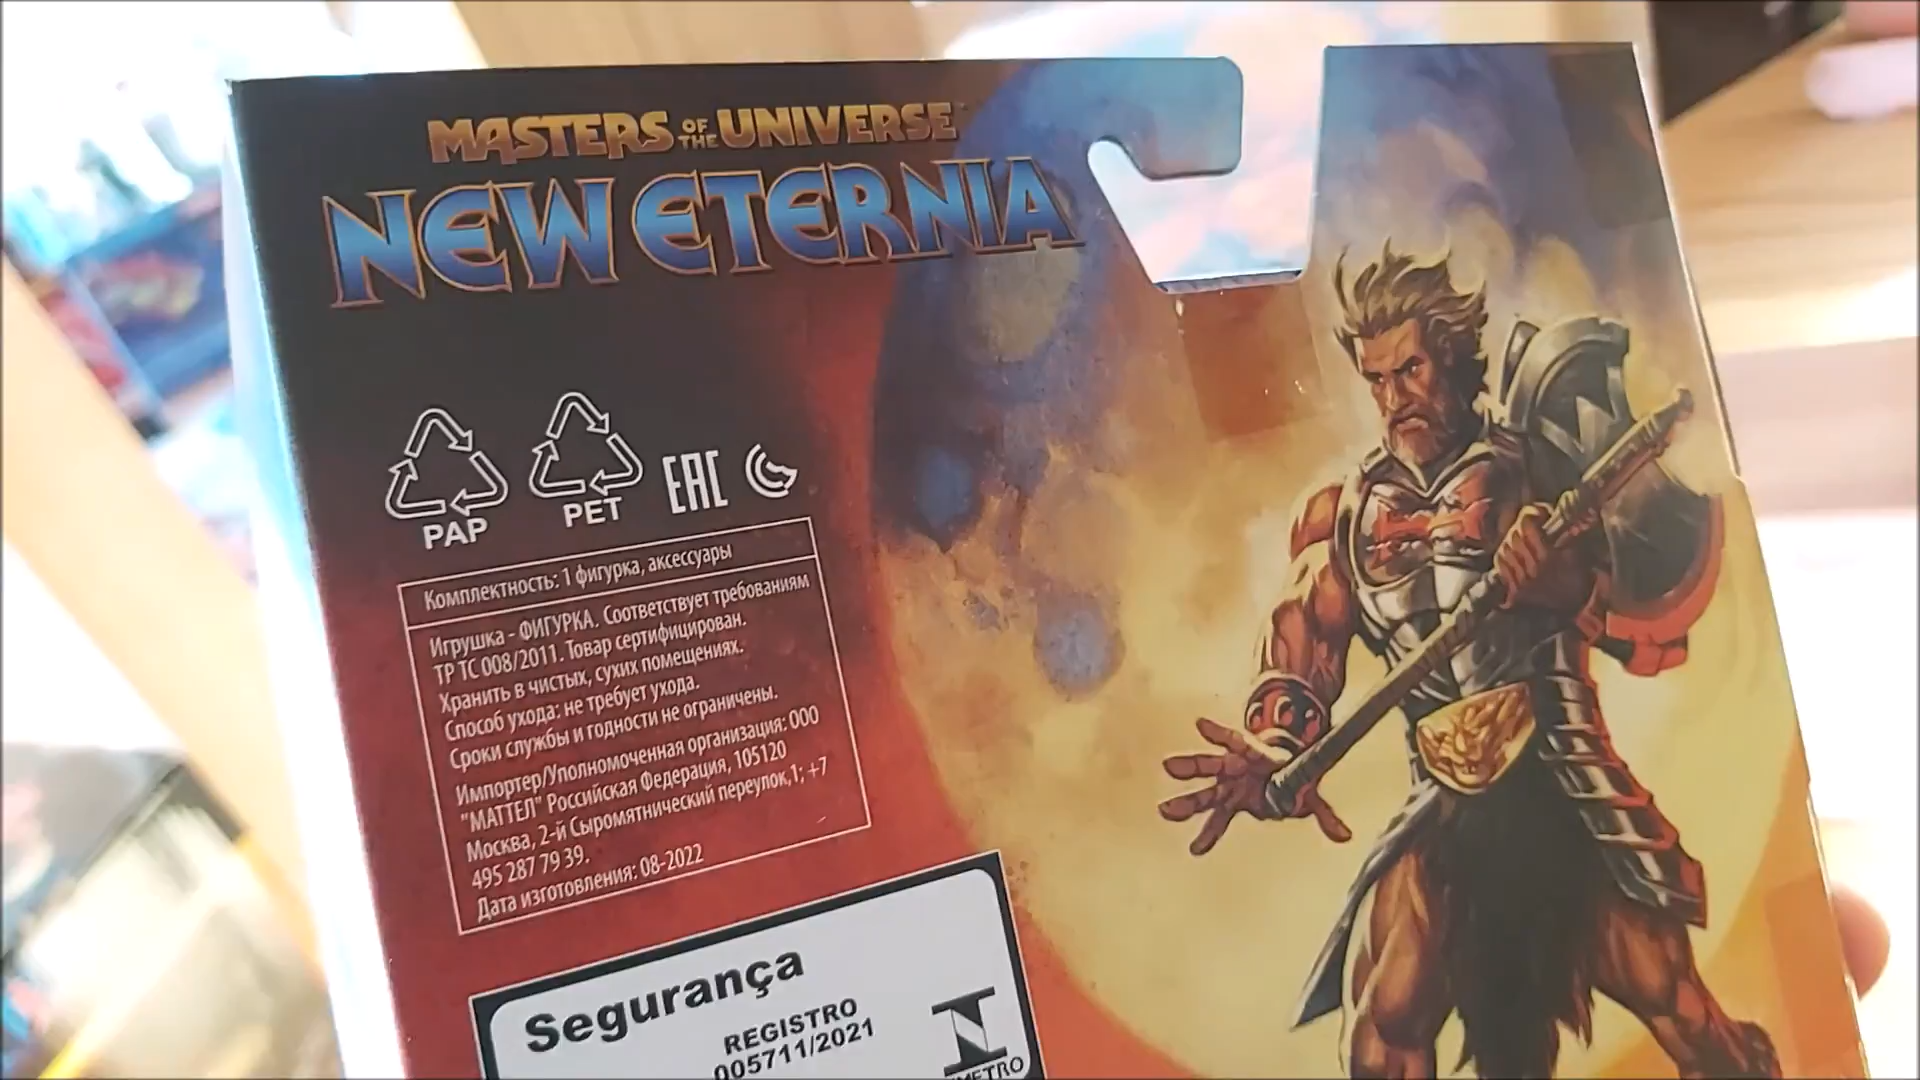 MASTERS OF THE UNIVERSE
NEW ETERNIA
PAP
PET
EAC
Комплектность: 1 фигурка, аксессуары
Игрушка - ФИГУРКА. Соответствует требованиям
ТР ТС 008/2011. Товар сертифицирован.
Хранить в чистых, сухих помещениях.
Способ ухода: не требует ухода.
Сроки службы и годности не ограничены.
Импортер/Уполномоченная организация: ООО
"МАТТЕЛ" Российская Федерация, 105120
Москва, 2-й Сыромятнический переулок,1; +7
495 287 79 39.
Дата изготовления: 08-2022
Segurança
REGISTRO
005711/2021